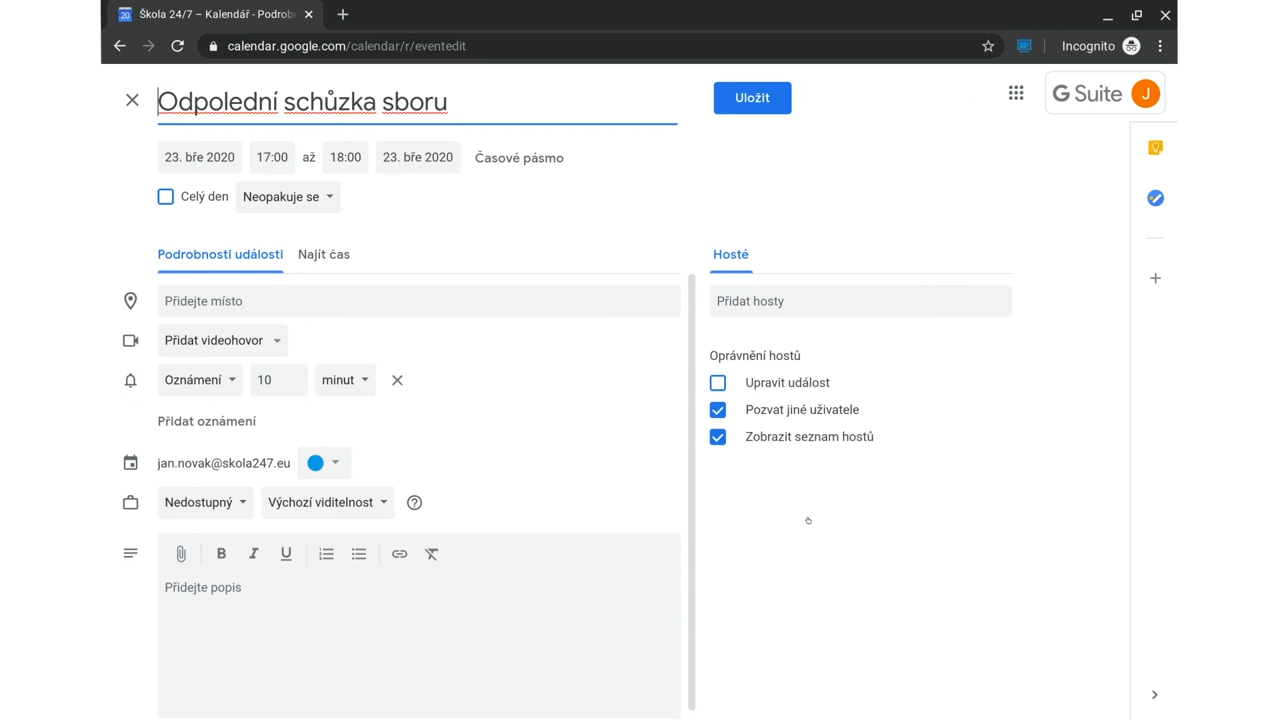 20 Škola 24/7 – Kalendář - Podrob
calendar.google.com/calendar/r/eventedit
Incognito
Odpolední schůzka sboru
Uložit
G Suite J
23. bře 2020 17:00 až 18:00 23. bře 2020 Časové pásmo
Celý den Neopakuje se
Podrobnosti události Najít čas
Hosté
Přidejte místo
Přidat hosty
Přidat videohovor
Oprávnění hostů
Oznámení 10 minut
Upravit událost
Pozvat jiné uživatele
Přidat oznámení
Zobrazit seznam hostů
jan.novak@skola247.eu
Nedostupný Výchozí viditelnost
B I U
Přidejte popis